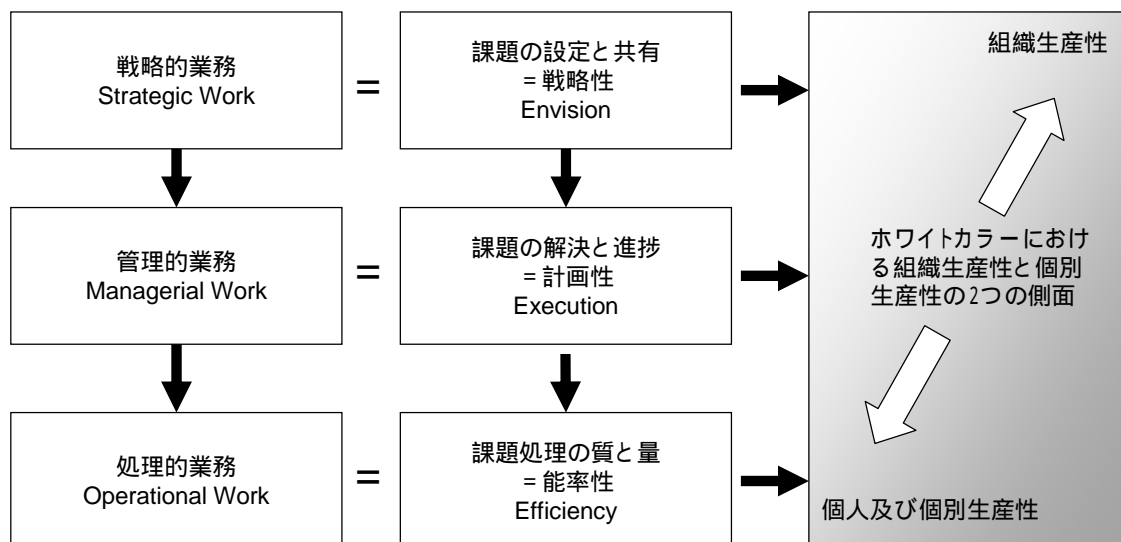 戦略的業務
Strategic Work
=
課題の設定と共有
=戦略性
Envision
組織生産性
管理的業務
Managerial Work
=
課題の解決と進捗
=計画性
Execution
ホワイトカラーにおけ
る組織生産性と個別
生産性の2つの側面
処理的業務
Operational Work
=
課題処理の質と量
=能率性
Efficiency
個人及び個別生産性